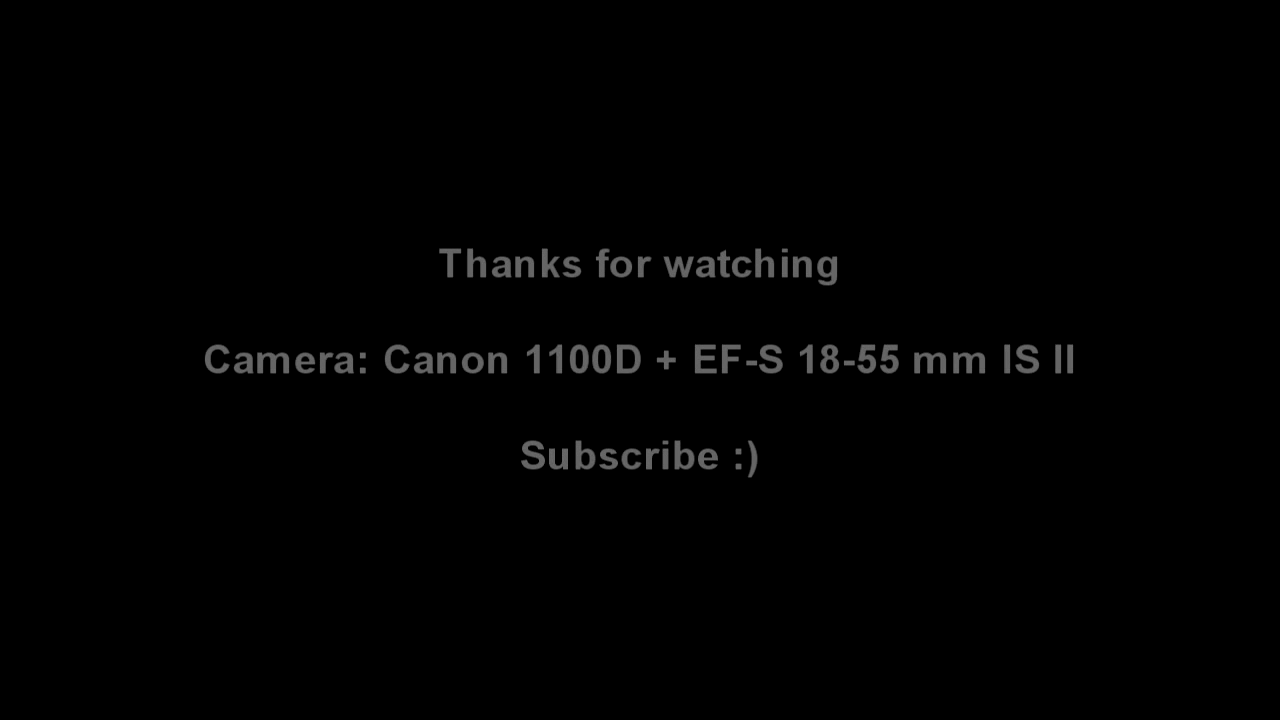 Thanks for watching
Camera: Canon 1100D + EF-S 18-55 mm IS II
Subscribe :)